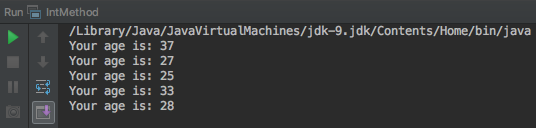 Run IntMethod
/Library/Java/JavaVirtualMachines/jdk-9.jdk/Contents/Home/bin/java
Your age is: 37
Your age is: 27
Your age is: 25
Your age is: 33
Your age is: 28